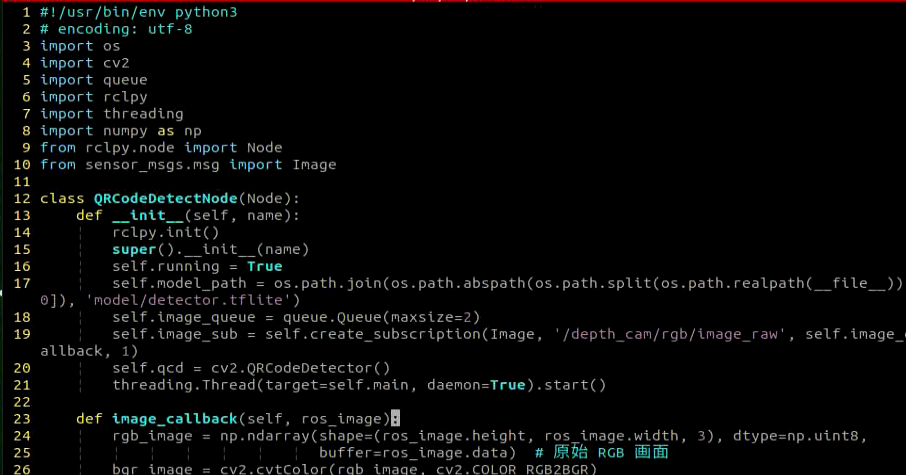 1 #!/usr/bin/env python3
2 # encoding: utf-8
3 import os
4 import cv2
5 import queue
6 import rclpy
7 import threading
8 import numpy as np
9 from rclpy.node import Node
10 from sensor_msgs.msg import Image
11
12 class QRCodeDetectNode(Node):
13     def __init__(self, name):
14         rclpy.init()
15         super().__init__(name)
16         self.running = True
17         self.model_path = os.path.join(os.path.abspath(os.path.split(os.path.realpath(__file__))
0]), 'model/detector.tflite')
18         self.image_queue = queue.Queue(maxsize=2)
19         self.image_sub = self.create_subscription(Image, '/depth_cam/rgb/image_raw', self.image_
allback, 1)
20         self.qcd = cv2.QRCodeDetector()
21         threading.Thread(target=self.main, daemon=True).start()
22
23     def image_callback(self, ros_image):
24         rgb_image = np.ndarray(shape=(ros_image.height, ros_image.width, 3), dtype=np.uint8,
25                                buffer=ros_image.data)  # 原始 RGB 画面
26         bgr_image = cv2.cvtColor(rgb_image, cv2.COLOR_RGB2BGR)